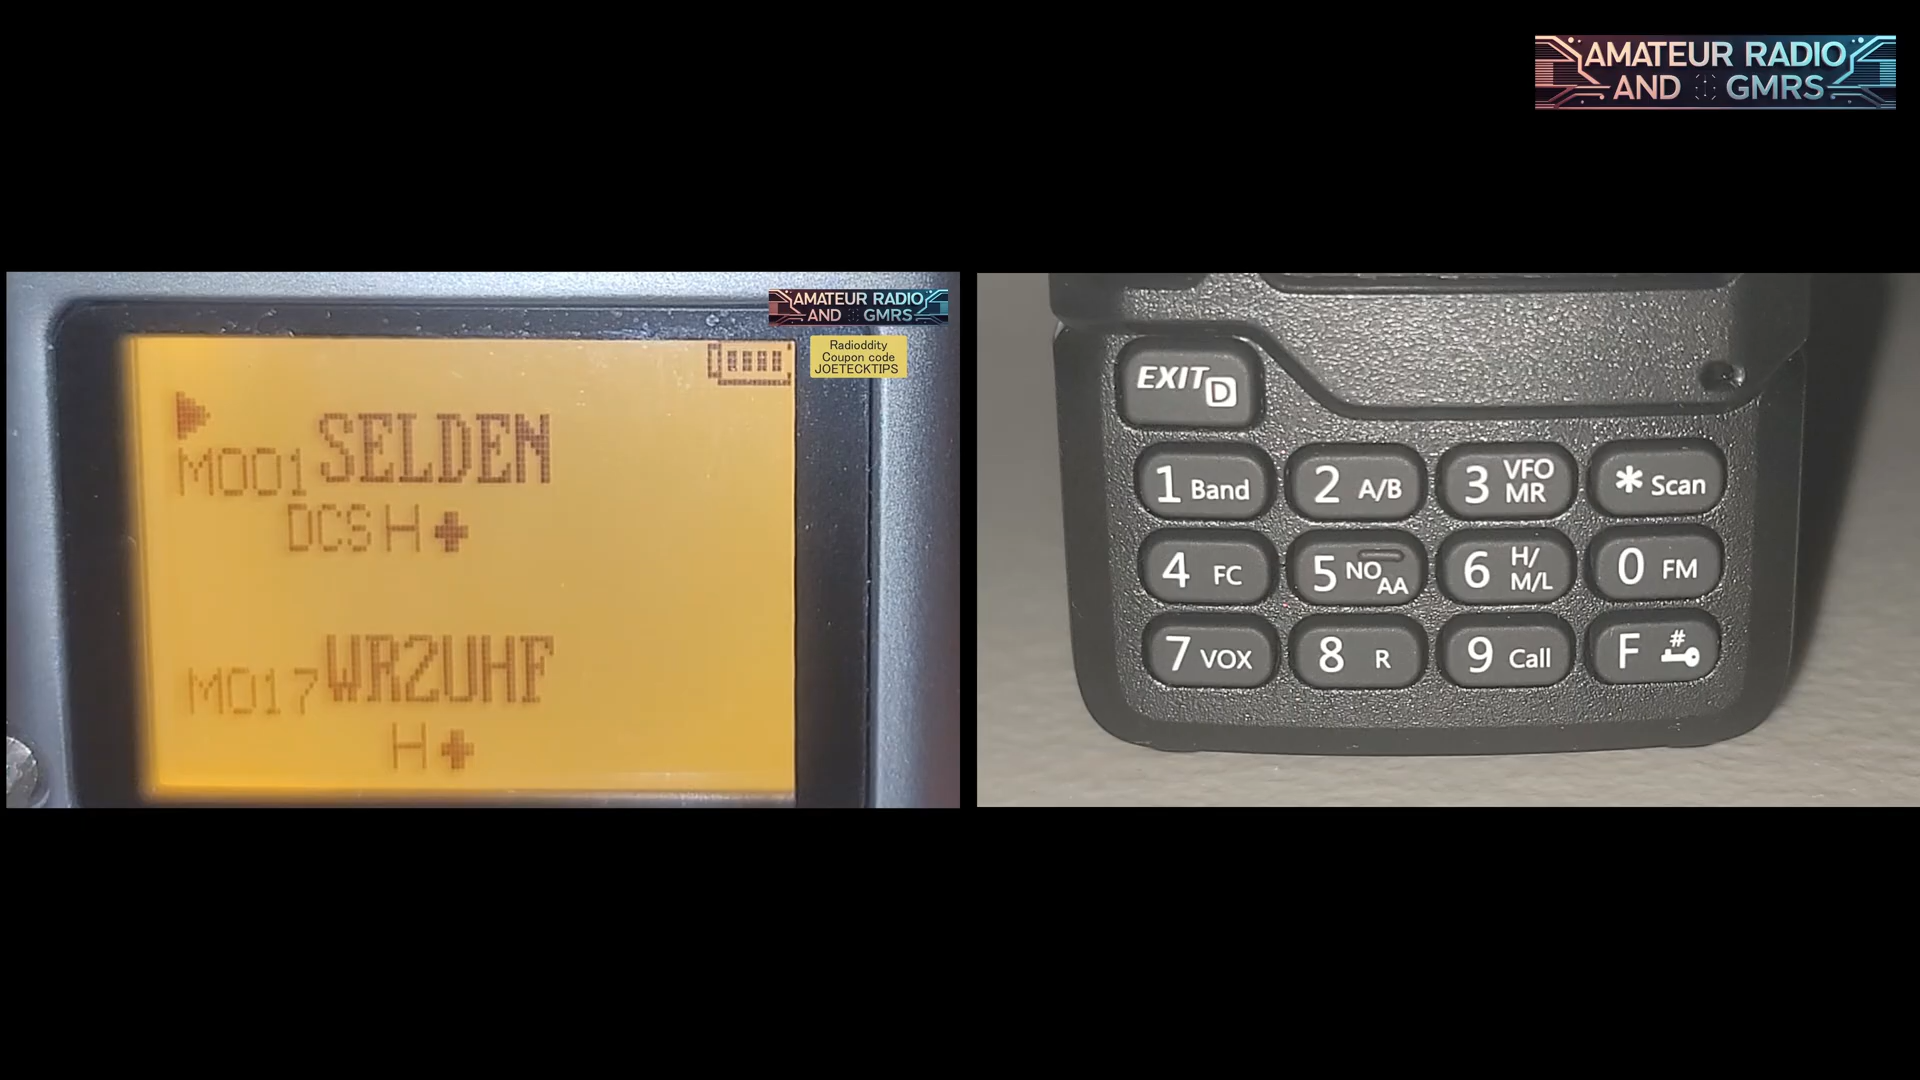 AMATEUR RADIO
AND GMRS
AMATEUR RADIO
AND GMRS
Radioddity
Coupon code
JOETECKTIPS
M001 SELDEN
DCS H +
M017 WRZUHF
H +
EXIT D
1 Band
2 A/B
3 VFO MR
* Scan
4 FC
5 NOAA
6 H/M/L
0 FM
7 VOX
8 R
9 Call
F #